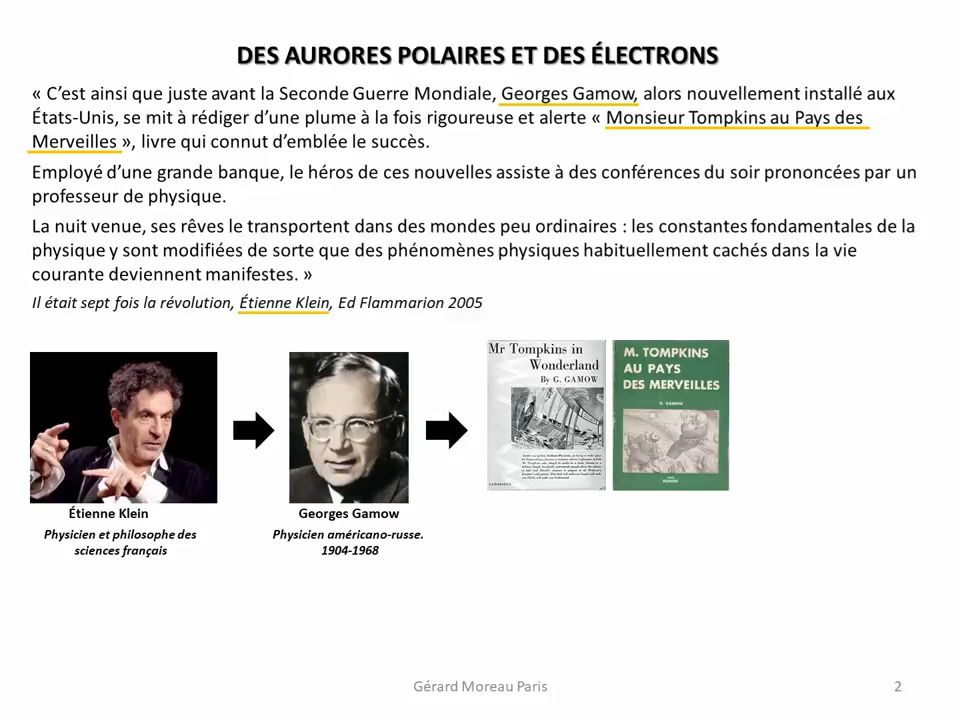 DES AURORES POLAIRES ET DES ÉLECTRONS
« C’est ainsi que juste avant la Seconde Guerre Mondiale, Georges Gamow, alors nouvellement installé aux
États-Unis, se mit à rédiger d’une plume à la fois rigoureuse et alerte « Monsieur Tompkins au Pays des
Merveilles », livre qui connut d’emblée le succès.
Employé d’une grande banque, le héros de ces nouvelles assiste à des conférences du soir prononcées par un
professeur de physique.
La nuit venue, ses rêves le transportent dans des mondes peu ordinaires : les constantes fondamentales de la
physique y sont modifiées de sorte que des phénomènes physiques habituellement cachés dans la vie
courante deviennent manifestes. »
Il était sept fois la révolution, Étienne Klein, Ed Flammarion 2005
Mr Tompkins in
Wonderland
By G. GAMOW
CAMBRIDGE
M. TOMPKINS
AU PAYS
DES MERVEILLES
G. GAMOW
DUNOD
Étienne Klein
Physicien et philosophe des
sciences français
Georges Gamow
Physicien américano-russe.
1904-1968
Gérard Moreau Paris
2